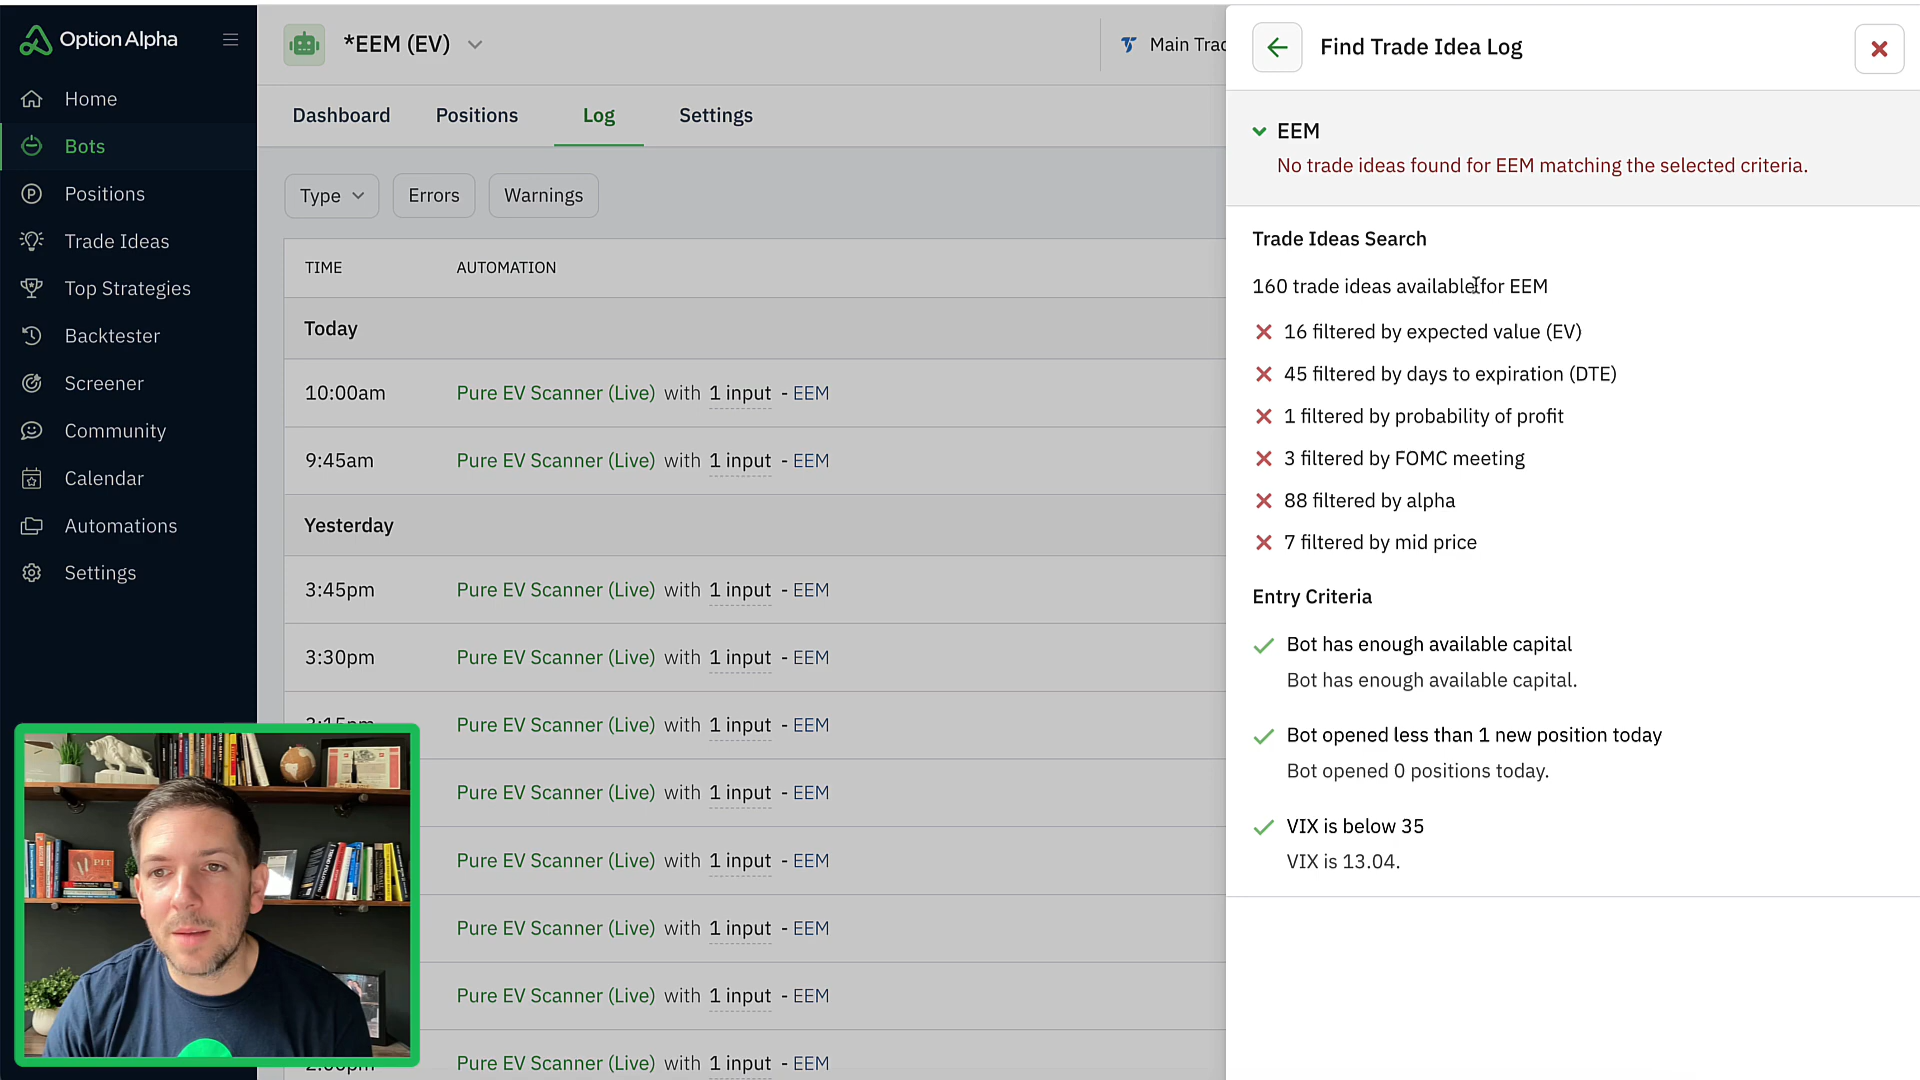 Option Alpha
Home
Bots
Positions
Trade Ideas
Top Strategies
Backtester
Screener
Community
Calendar
Automations
Settings
*EEM (EV)
Main Trad
Dashboard
Positions
Log
Settings
Type
Errors
Warnings
TIME
AUTOMATION
Today
10:00am
Pure EV Scanner (Live) with 1 input - EEM
9:45am
Pure EV Scanner (Live) with 1 input - EEM
Yesterday
3:45pm
Pure EV Scanner (Live) with 1 input - EEM
3:30pm
Pure EV Scanner (Live) with 1 input - EEM
3:15pm
Pure EV Scanner (Live) with 1 input - EEM
Pure EV Scanner (Live) with 1 input - EEM
Pure EV Scanner (Live) with 1 input - EEM
Pure EV Scanner (Live) with 1 input - EEM
Pure EV Scanner (Live) with 1 input - EEM
Pure EV Scanner (Live) with 1 input - EEM
PIT
Find Trade Idea Log
EEM
No trade ideas found for EEM matching the selected criteria.
Trade Ideas Search
160 trade ideas available for EEM
16 filtered by expected value (EV)
45 filtered by days to expiration (DTE)
1 filtered by probability of profit
3 filtered by FOMC meeting
88 filtered by alpha
7 filtered by mid price
Entry Criteria
Bot has enough available capital
Bot has enough available capital.
Bot opened less than 1 new position today
Bot opened 0 positions today.
VIX is below 35
VIX is 13.04.